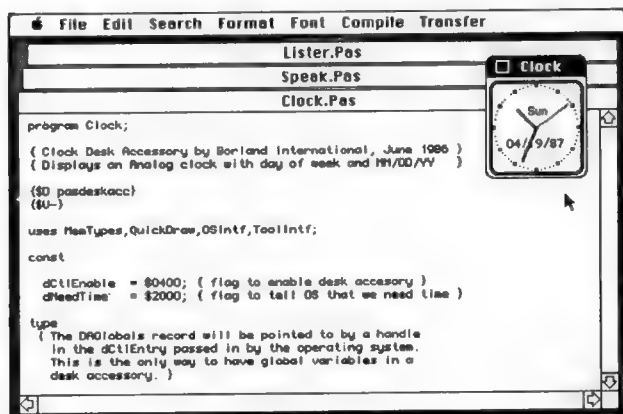 File Edit Search Format Font Compile Transfer
Lister.Pas
Speak.Pas
Clock.Pas
Clock
Sun
04/19/87
program Clock;
{ Clock Desk Accessory by Borland International, June 1986 }
{ Displays an Analog clock with day of week and MM/DD/YY }
{$D pasdeskacc}
{$U-}
uses MemTypes,QuickDraw,OSIntf,ToolIntf;
const
dCtlEnable = $0400; { flag to enable desk accesory }
dNeedTime = $2000; { flag to tell OS that we need time }
type
{ The DAGlobals record will be pointed to by a handle
in the dCtlEntry passed in by the operating system.
This is the only way to have global variables in a
desk accessory. }